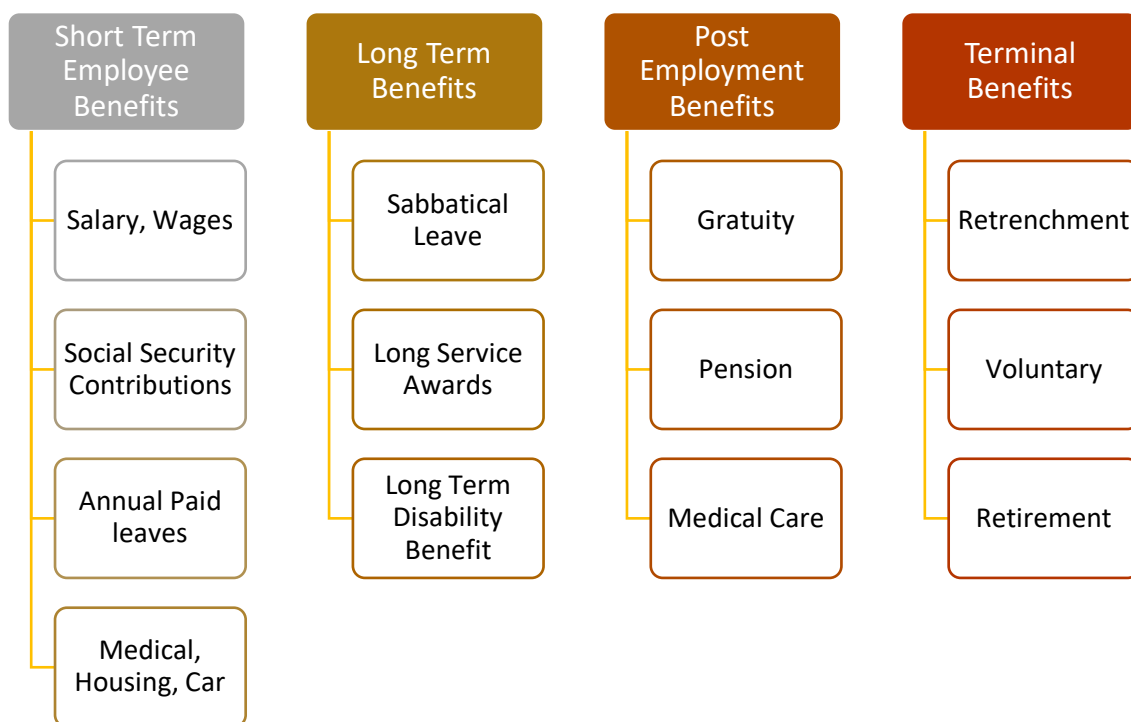 Short Term
Employee
Benefits
Salary, Wages
Social Security
Contributions
Annual Paid
leaves
Medical,
Housing, Car
Long Term
Benefits
Sabbatical
Leave
Long Service
Awards
Long Term
Disability
Benefit
Post
Employment
Benefits
Gratuity
Pension
Medical Care
Terminal
Benefits
Retrenchment
Voluntary
Retirement